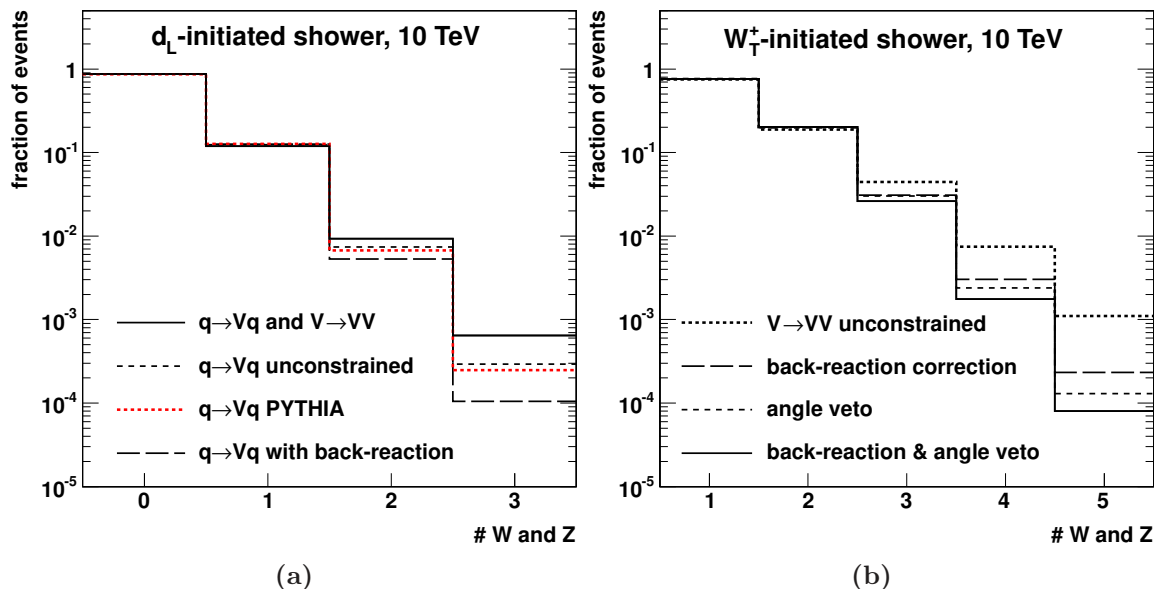 d_L-initiated shower, 10 TeV
fraction of events
1
10^-1
10^-2
10^-3
10^-4
10^-5
q→Vq and V→VV
q→Vq unconstrained
q→Vq PYTHIA
q→Vq with back-reaction
0 1 2 3
# W and Z
(a)
W_T^+-initiated shower, 10 TeV
fraction of events
1
10^-1
10^-2
10^-3
10^-4
10^-5
V→VV unconstrained
back-reaction correction
angle veto
back-reaction & angle veto
1 2 3 4 5
# W and Z
(b)